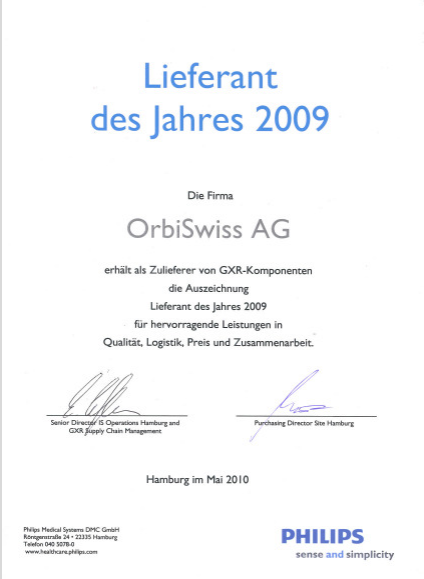 Lieferant
des Jahres 2009
Die Firma
OrbiSwiss AG
erhält als Zulieferer von GXR-Komponenten
die Auszeichnung
Lieferant des Jahres 2009
für hervorragende Leistungen in
Qualität, Logistik, Preis und Zusammenarbeit.
Senior Director IS Operations Hamburg and
GXR Supply Chain Management
Purchasing Director Site Hamburg
Hamburg im Mai 2010
Philips Medical Systems DMC GmbH
Röntgenstraße 24 • 22335 Hamburg
Telefon 040 5078-0
www.healthcare.philips.com
PHILIPS
sense and simplicity